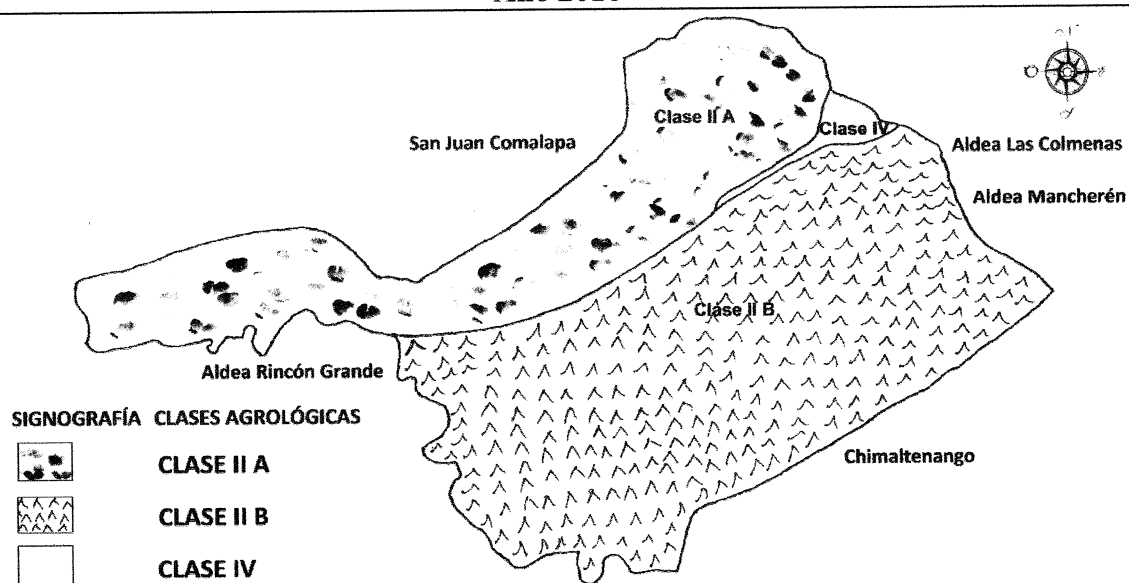 San Juan Comalapa
Clase II A
Clase IV
Aldea Las Colmenas
Aldea Mancherén
Clase II B
Aldea Rincón Grande
Chimaltenango
SIGNOGRAFÍA CLASES AGROLÓGICAS
CLASE II A
CLASE II B
CLASE IV